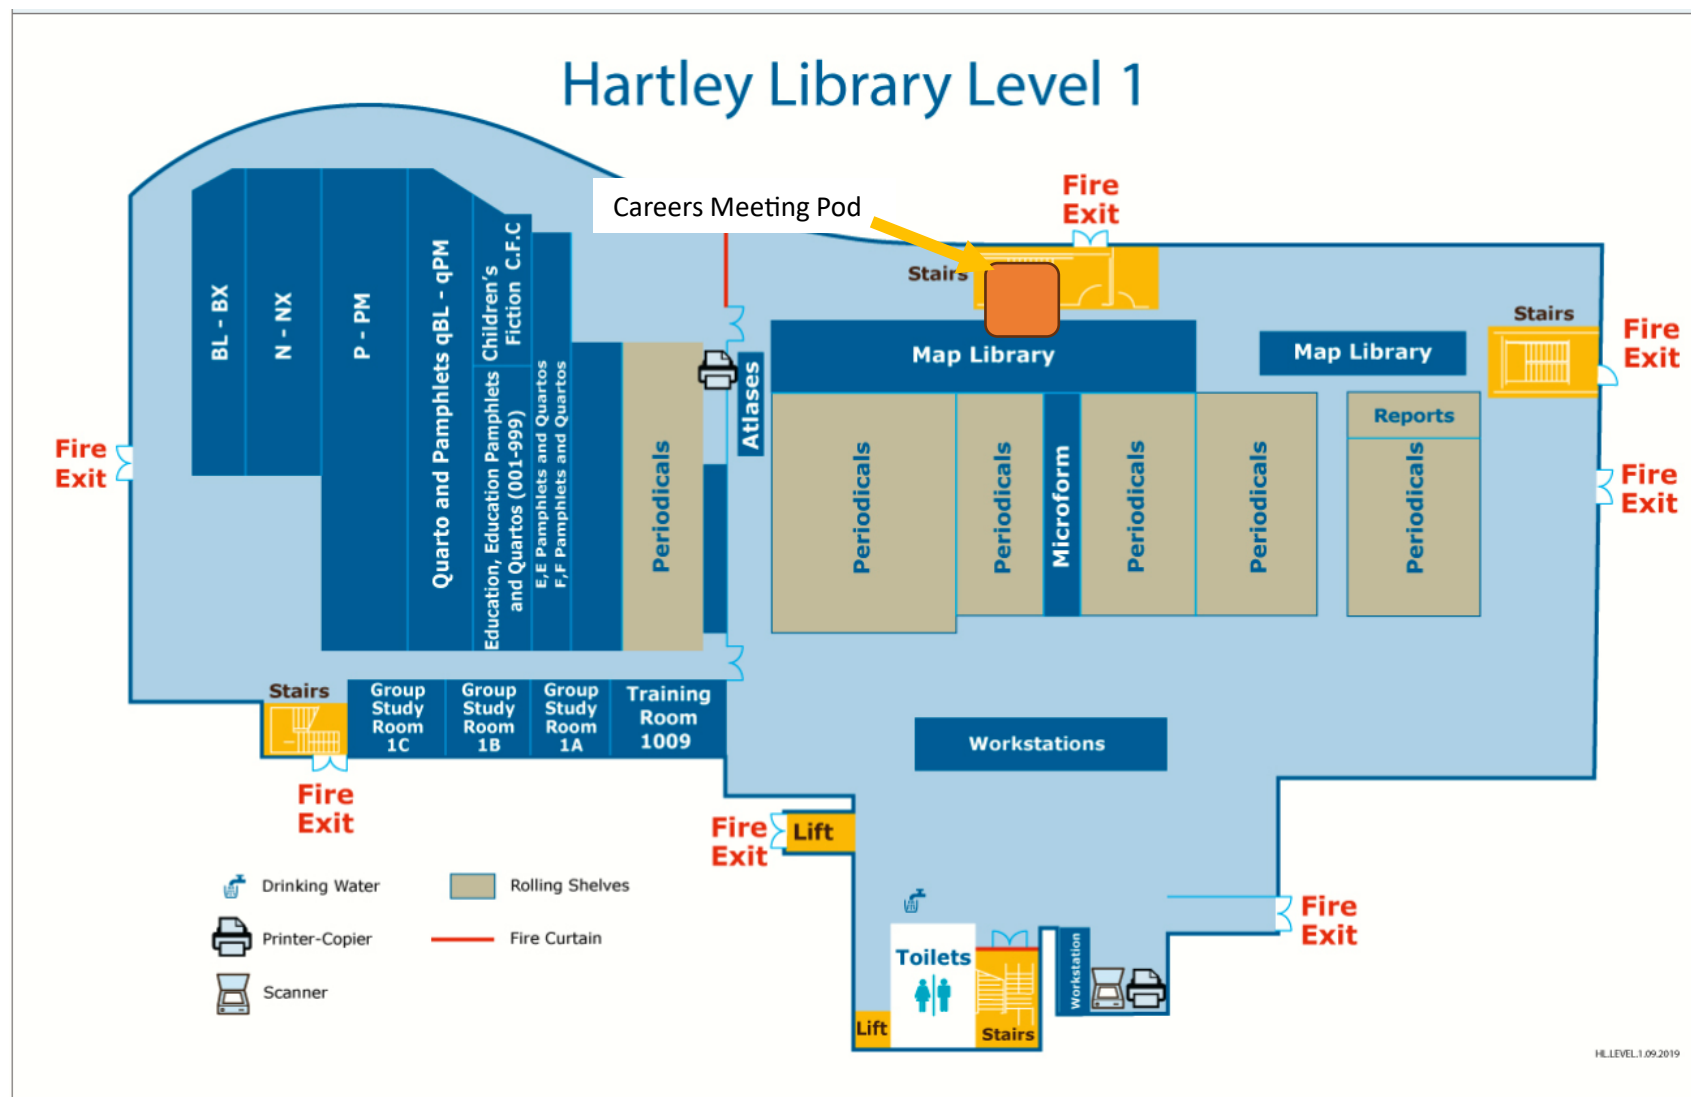 Hartley Library Level 1
Careers Meeting Pod
Fire
Exit
Stairs
Stairs
Fire
Exit
Map Library
Map Library
BL - BX
N - NX
P - PM
Quarto and Pamphlets qBL - qPM
Children's
Fiction C.F.C
Education, Education Pamphlets
and Quartos (001-999)
E,E Pamphlets and Quartos
F,F Pamphlets and Quartos
Periodicals
Atlases
Periodicals
Periodicals
Microform
Periodicals
Periodicals
Reports
Periodicals
Fire
Exit
Fire
Exit
Stairs
Group
Study
Room
1C
Group
Study
Room
1B
Group
Study
Room
1A
Training
Room
1009
Workstations
Fire
Exit
Fire
Exit
Lift
Drinking Water
Rolling Shelves
Printer-Copier
Fire Curtain
Scanner
Toilets
Lift
Stairs
Workstation
Fire
Exit
HL.LEVEL.1.09.2019